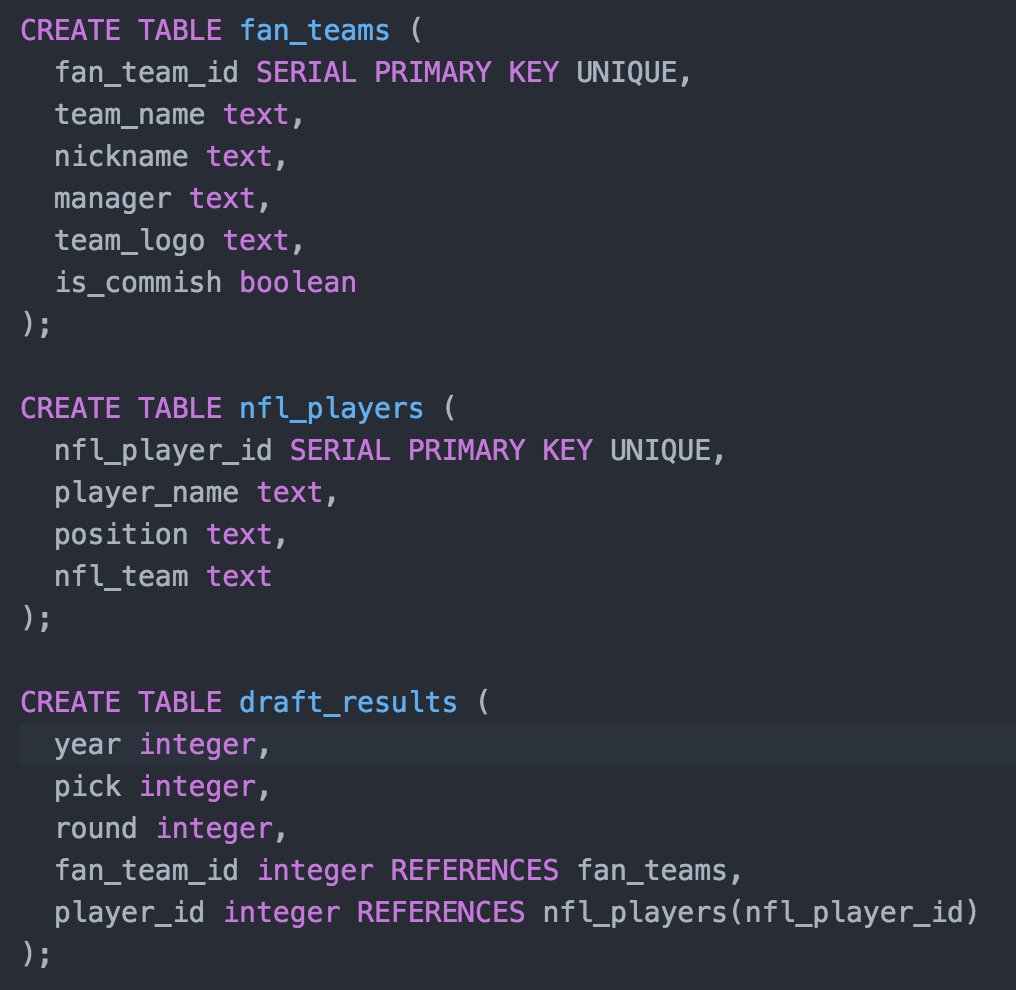 CREATE TABLE fan_teams (
  fan_team_id SERIAL PRIMARY KEY UNIQUE,
  team_name text,
  nickname text,
  manager text,
  team_logo text,
  is_commish boolean
);

CREATE TABLE nfl_players (
  nfl_player_id SERIAL PRIMARY KEY UNIQUE,
  player_name text,
  position text,
  nfl_team text
);

CREATE TABLE draft_results (
  year integer,
  pick integer,
  round integer,
  fan_team_id integer REFERENCES fan_teams,
  player_id integer REFERENCES nfl_players(nfl_player_id)
);